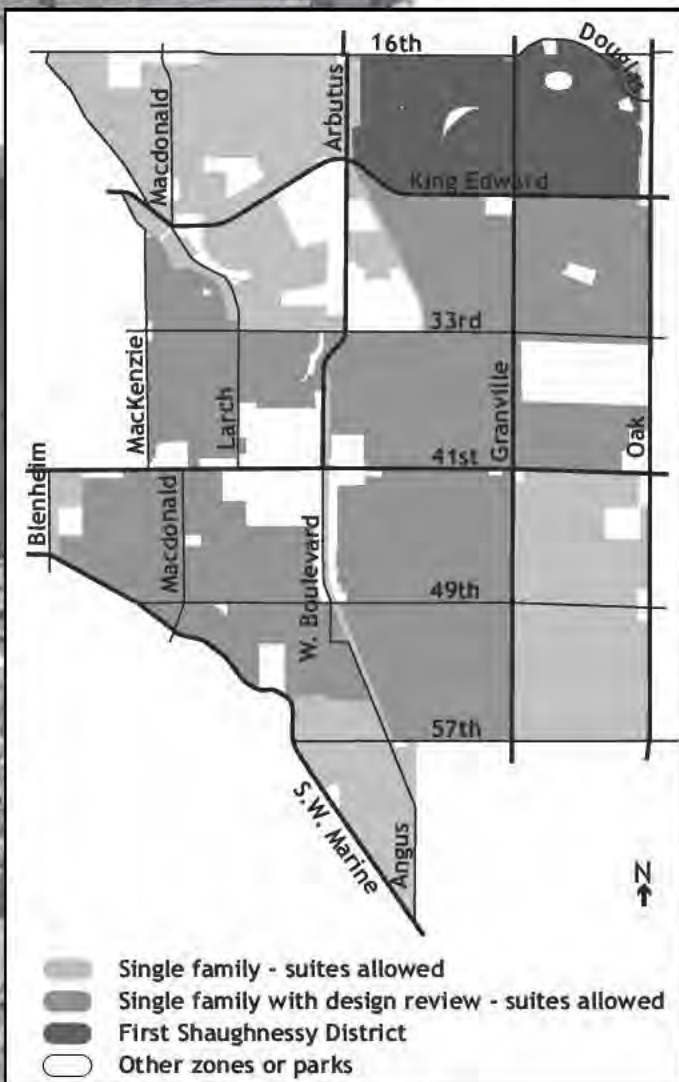 16th
Douglas
Macdonald
Arbutus
King Edward
33rd
MacKenzie
Larch
Granville
Oak
41st
Blenheim
Macdonald
W. Boulevard
49th
57th
S.W. Marine
Angus
N
Single family - suites allowed
Single family with design review - suites allowed
First Shaughnessy District
Other zones or parks